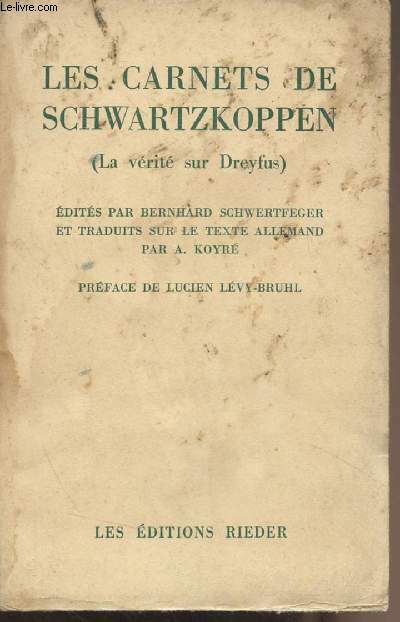 Le-livre.com
LES CARNETS DE
SCHWARTZKOPPEN
(La vérité sur Dreyfus)
ÉDITÉS PAR BERNHARD SCHWERTFEGER
ET TRADUITS SUR LE TEXTE ALLEMAND
PAR A. KOYRÉ
PRÉFACE DE LUCIEN LÉVY-BRUHL
LES ÉDITIONS RIEDER